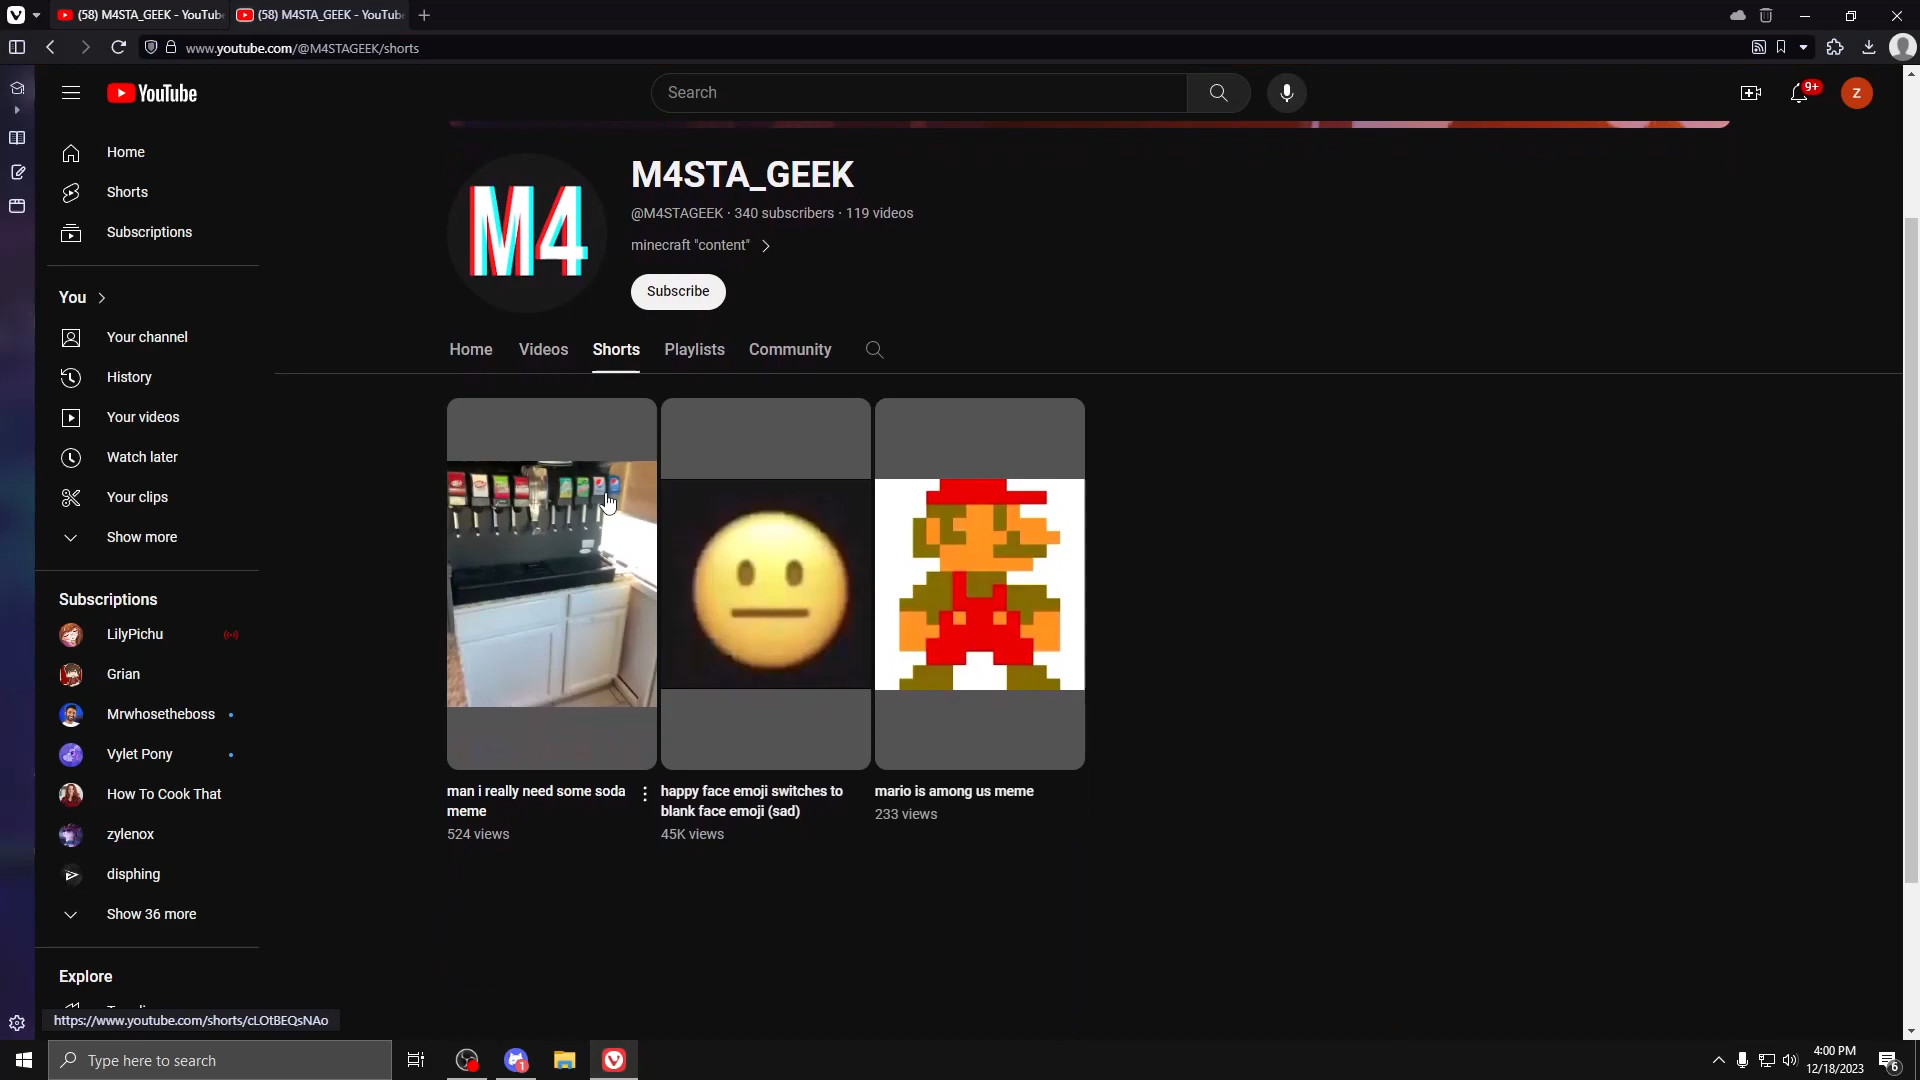 (58) M4STA_GEEK - YouTub
(58) M4STA_GEEK - YouTub
www.youtube.com/@M4STAGEEK/shorts
YouTube
Search
9+
Z
Home
Shorts
Subscriptions
You
Your channel
History
Your videos
Watch later
Your clips
Show more
Subscriptions
LilyPichu
Grian
Mrwhosetheboss
Vylet Pony
How To Cook That
zylenox
disphing
Show 36 more
Explore
https://www.youtube.com/shorts/cLOtBEQsNAo
M4
M4STA_GEEK
@M4STAGEEK · 340 subscribers · 119 videos
minecraft "content"
Subscribe
Home
Videos
Shorts
Playlists
Community
man i really need some soda
meme
524 views
happy face emoji switches to
blank face emoji (sad)
45K views
mario is among us meme
233 views
Type here to search
1
4:00 PM
12/18/2023
6